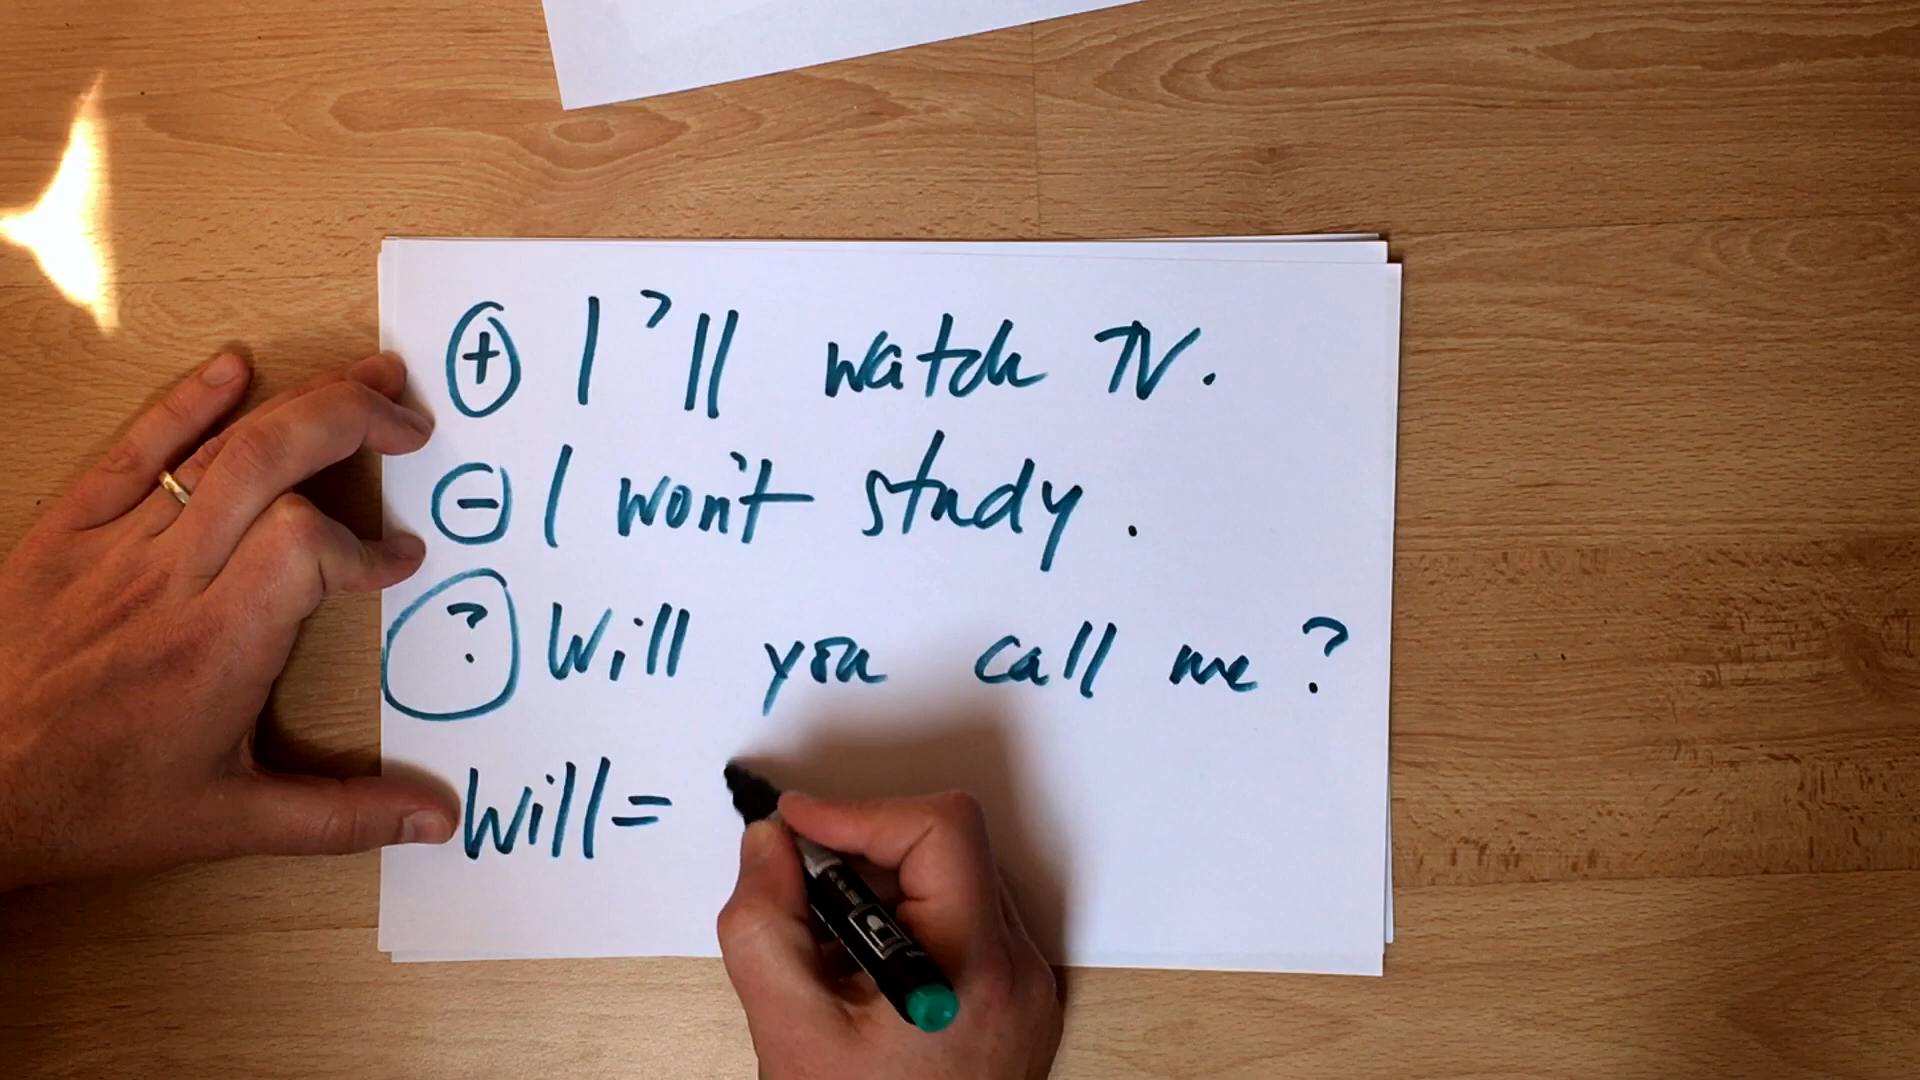 + I'll watch TV.
- I won't study.
? Will you call me?
Will=